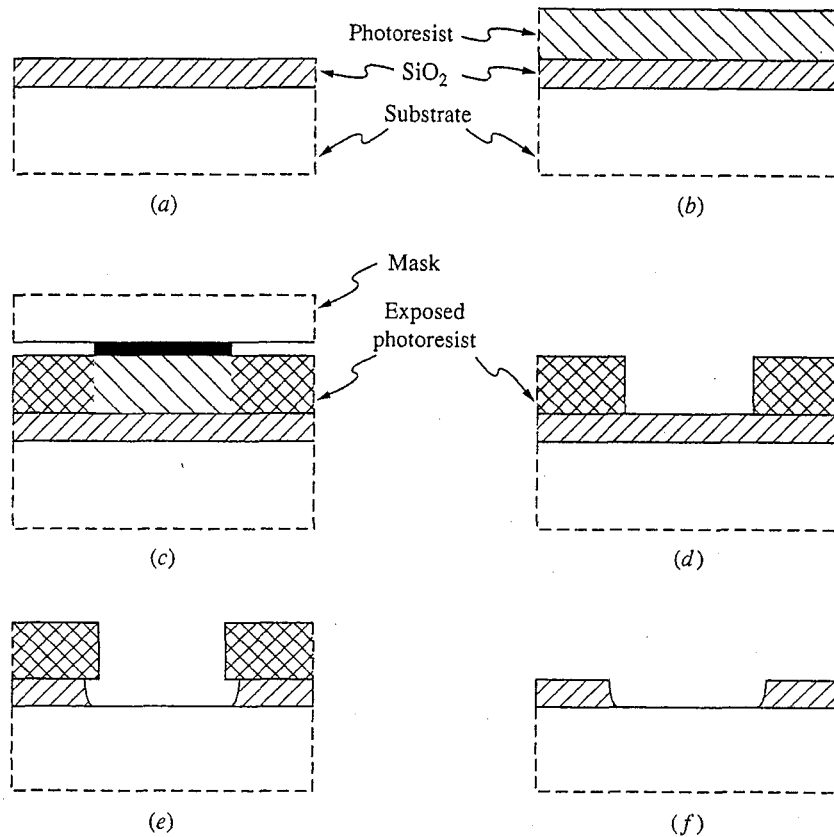 Photoresist
SiO₂
Substrate
(a)
(b)
Mask
Exposed
photoresist
(c)
(d)
(e)
(f)